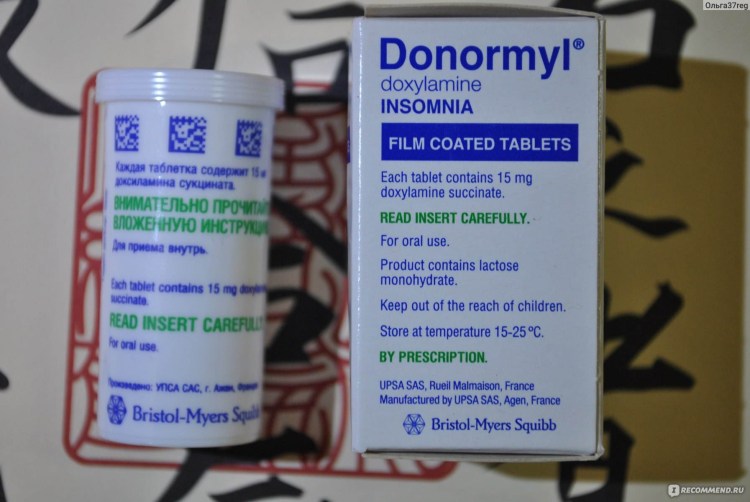 Ольга37reg
Каждая таблетка содержит 15 мг
доксиламина сукцината.
ВНИМАТЕЛЬНО ПРОЧИТАЙ
ВЛОЖЕННУЮ ИНСТРУКЦИЮ
Для приема внутрь.
Each tablet contains 15 mg doxylamine
succinate.
READ INSERT CAREFULLY
For oral use.
Произведено: УПСА САС, г. Ажен, Франция
Bristol-Myers Squibb
Donormyl®
doxylamine
INSOMNIA
FILM COATED TABLETS
Each tablet contains 15 mg
doxylamine succinate.
READ INSERT CAREFULLY.
For oral use.
Product contains lactose
monohydrate.
Keep out of the reach of children.
Store at temperature 15-25 ºC.
BY PRESCRIPTION.
UPSA SAS, Rueil Malmaison, France
Manufactured by UPSA SAS, Agen, France
Bristol-Myers Squibb
IRECOMMEND.RU